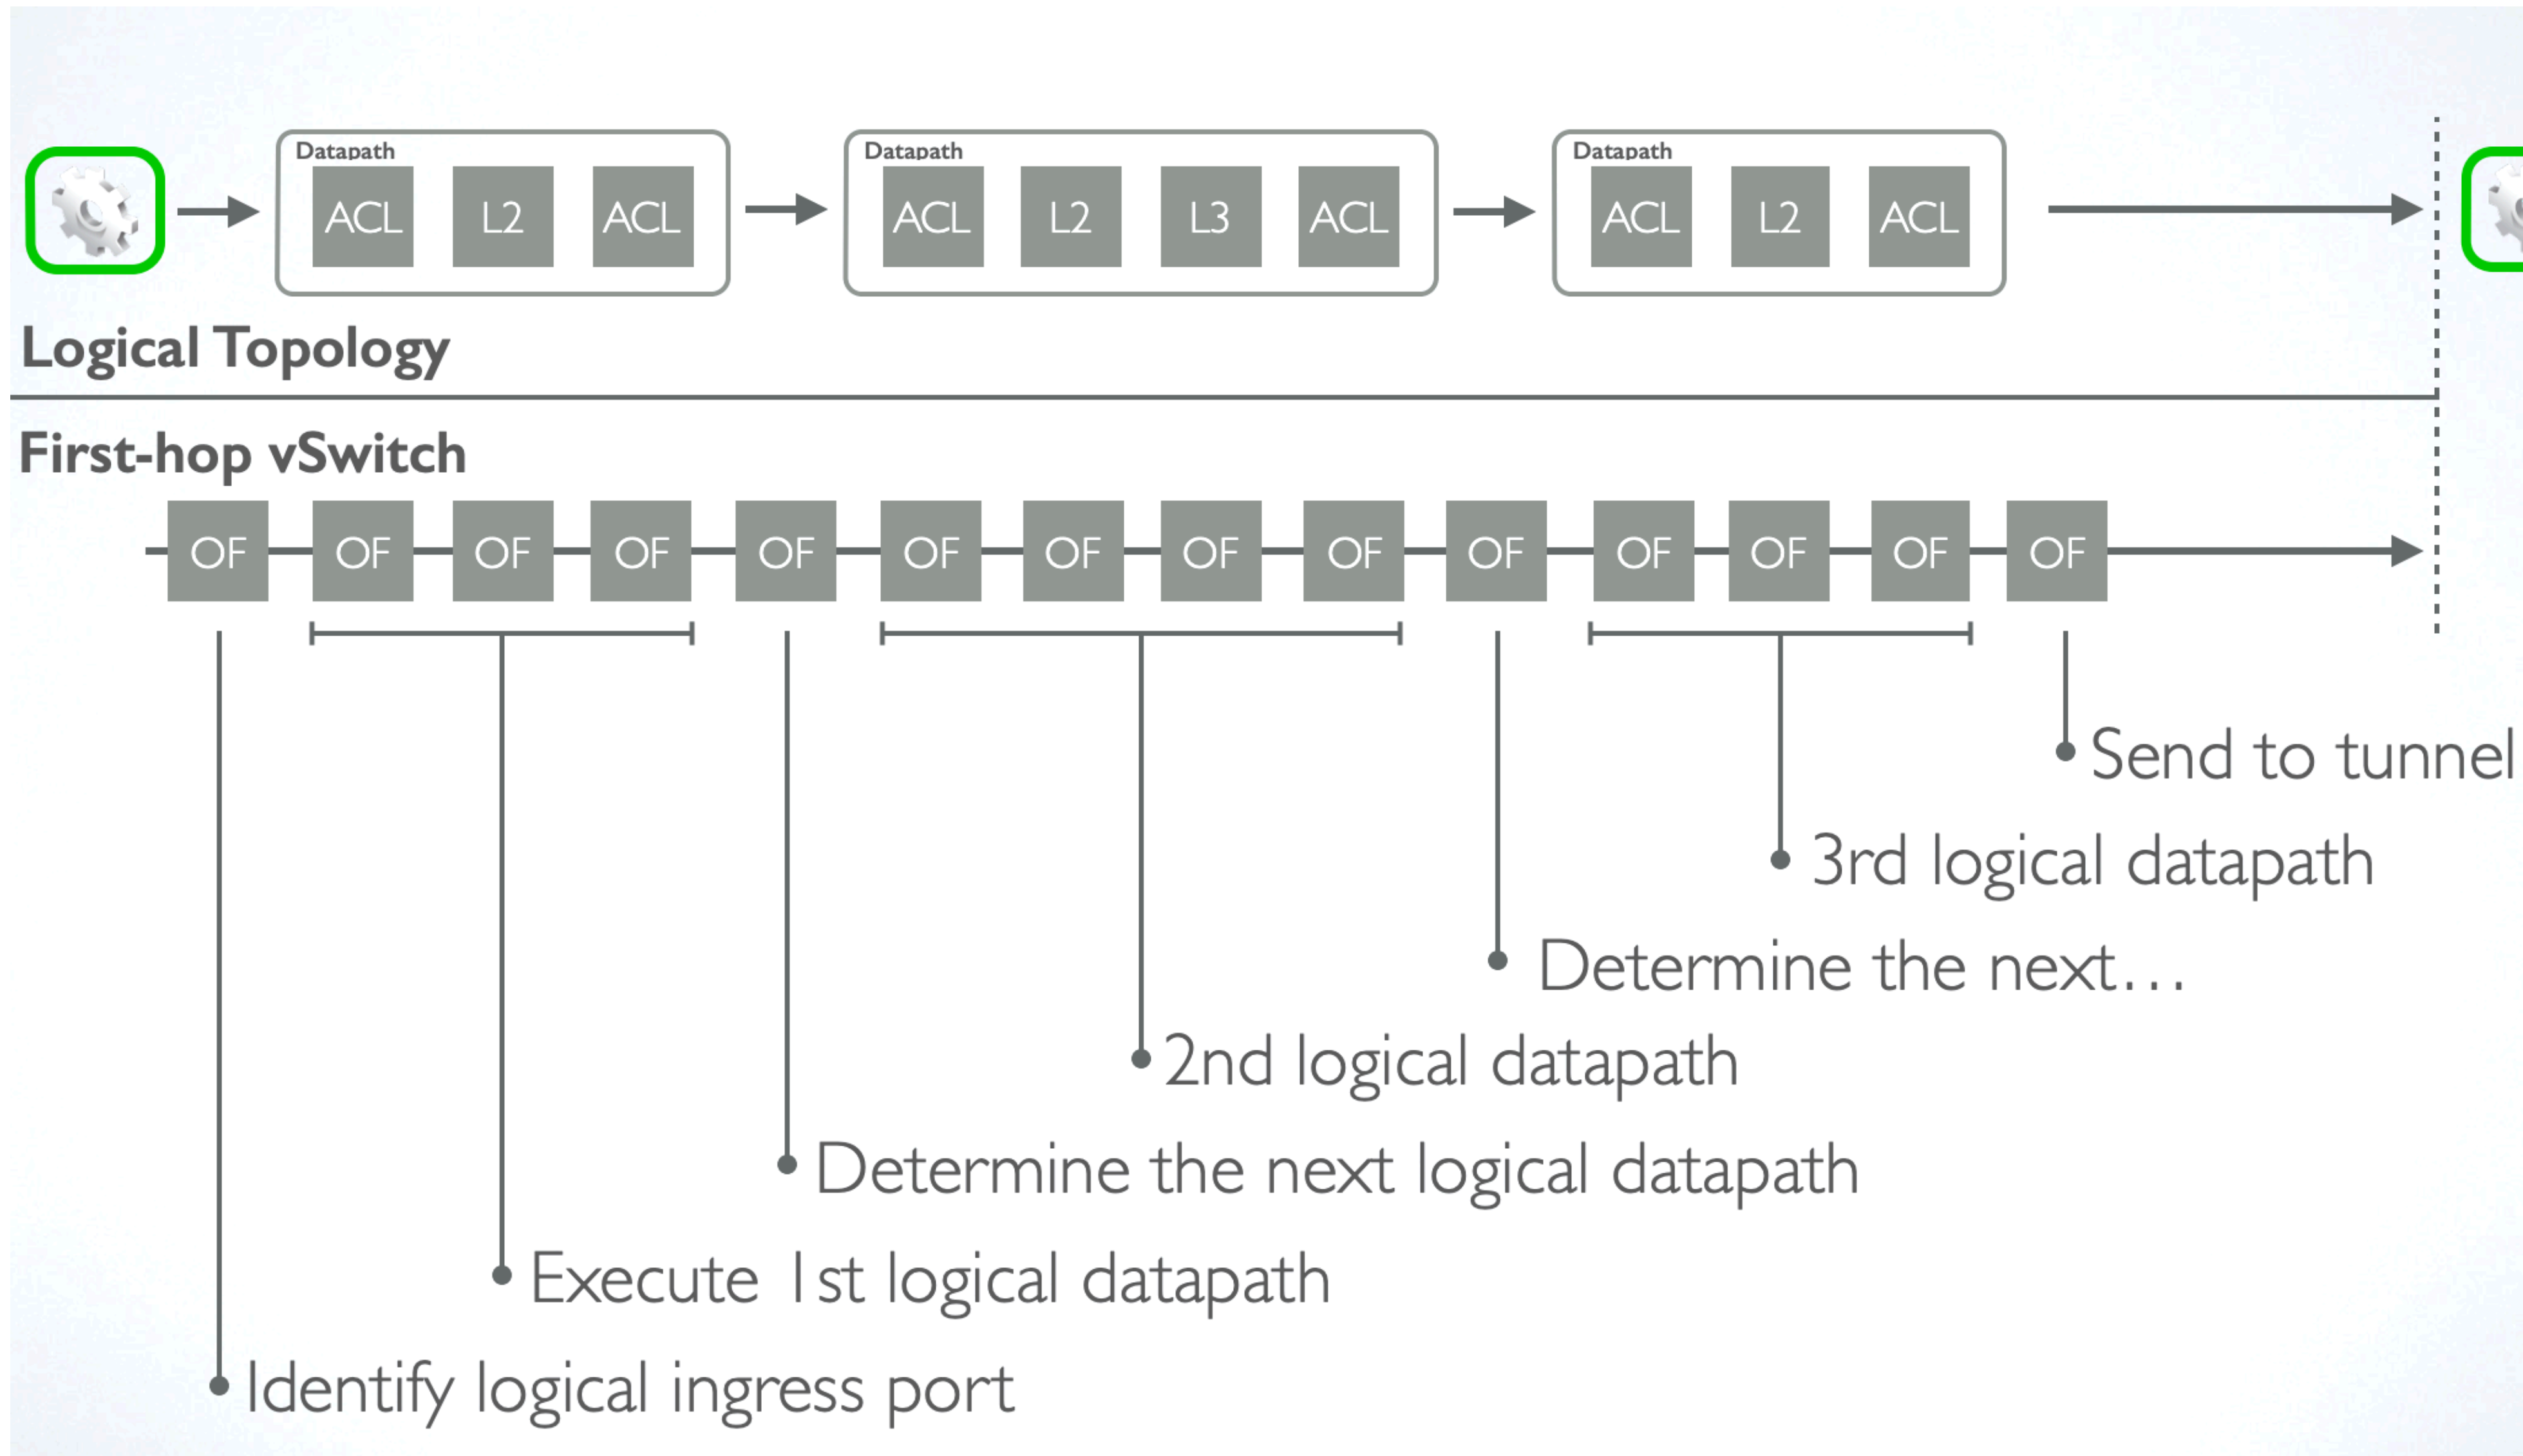 Datapath
ACL L2 ACL
Datapath
ACL L2 L3 ACL
Datapath
ACL L2 ACL
Logical Topology
First-hop vSwitch
OF OF OF OF OF OF OF OF OF OF OF OF OF OF
Send to tunnel
3rd logical datapath
Determine the next…
2nd logical datapath
Determine the next logical datapath
Execute 1st logical datapath
Identify logical ingress port